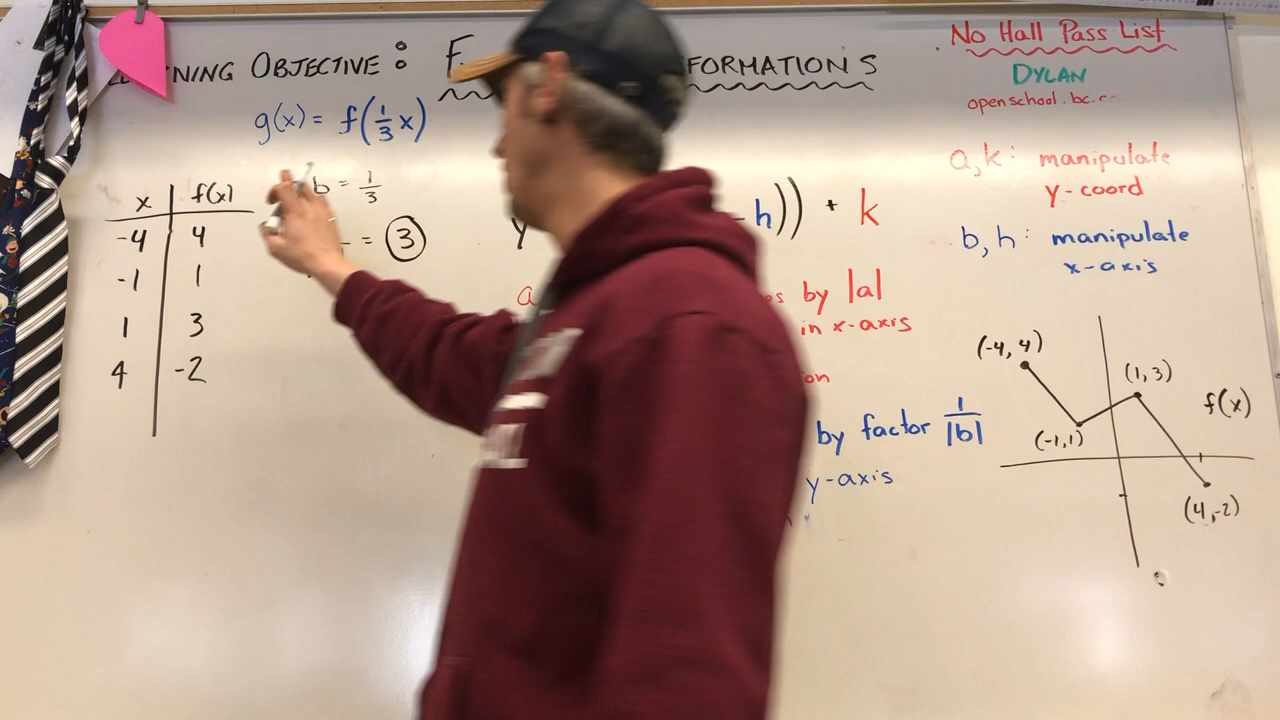 OBJECTIVE:
FORMATIONS
g(x) = f(1/3 x)
b = 1/3
= 3
x | f(x)
-4 | 4
-1 | 1
1 | 3
4 | -2
y
h)) + k
a
by |a|
in x-axis
by factor 1/|b|
y-axis
No Hall Pass List
DYLAN
openschool.bc.c
a,k: manipulate
y-coord
b,h: manipulate
x-axis
(-4, 4)
(1, 3)
f(x)
(-1,1)
(4,-2)